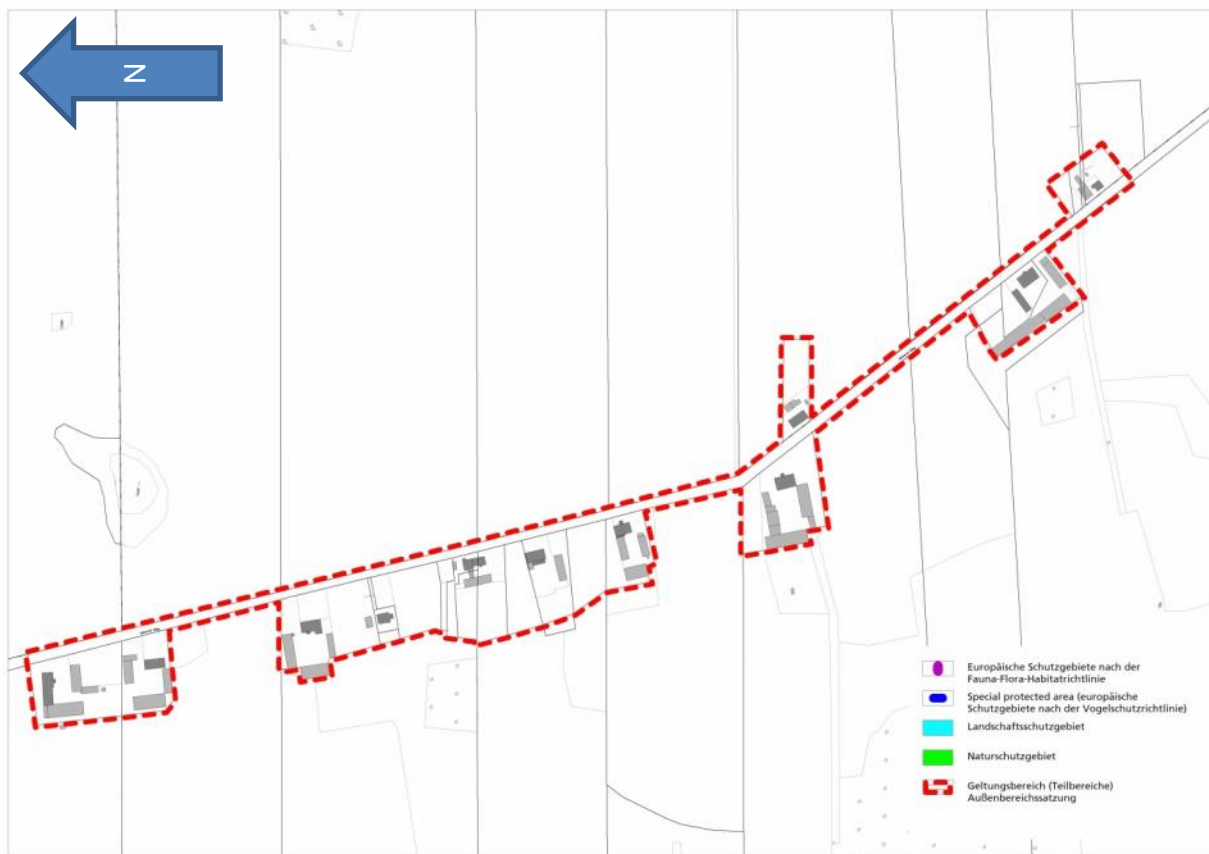 N
Europäische Schutzgebiete nach der
Fauna-Flora-Habitatrichtlinie
Special protected area (europäische
Schutzgebiete nach der Vogelschutzrichtlinie)
Landschaftsschutzgebiet
Naturschutzgebiet
Geltungsbereich (Teilbereiche)
Außenbereichssatzung